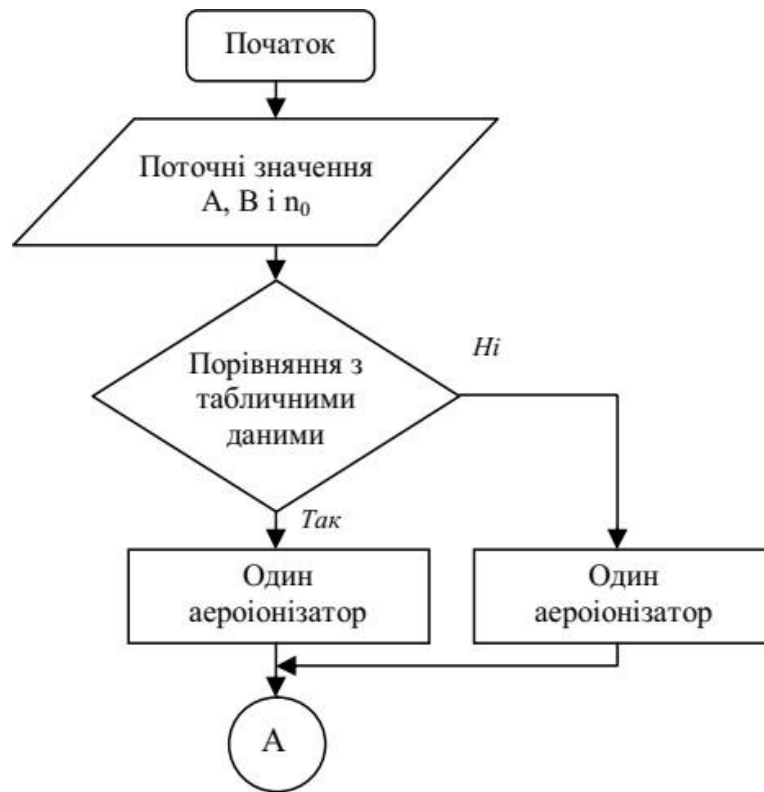 Початок
Поточні значення
А, В і n₀
Порівняння з
табличними
даними
Ні
Так
Один
аероіонізатор
Один
аероіонізатор
А